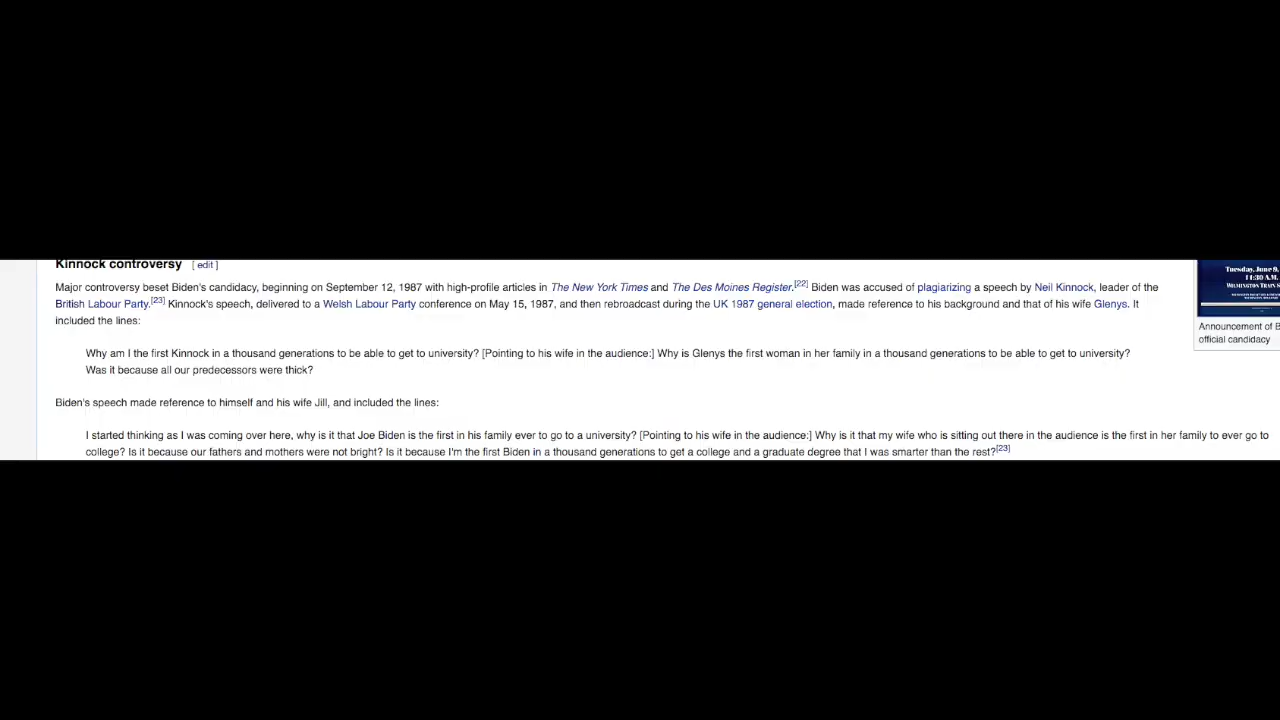 Kinnock controversy [ edit ]
Major controversy beset Biden's candidacy, beginning on September 12, 1987 with high-profile articles in The New York Times and The Des Moines Register.[22] Biden was accused of plagiarizing a speech by Neil Kinnock, leader of the
British Labour Party.[23] Kinnock's speech, delivered to a Welsh Labour Party conference on May 15, 1987, and then rebroadcast during the UK 1987 general election, made reference to his background and that of his wife Glenys. It
included the lines:
Why am I the first Kinnock in a thousand generations to be able to get to university? [Pointing to his wife in the audience:] Why is Glenys the first woman in her family in a thousand generations to be able to get to university?
Was it because all our predecessors were thick?
Biden's speech made reference to himself and his wife Jill, and included the lines:
I started thinking as I was coming over here, why is it that Joe Biden is the first in his family ever to go to a university? [Pointing to his wife in the audience:] Why is it that my wife who is sitting out there in the audience is the first in her family to ever go to
college? Is it because our fathers and mothers were not bright? Is it because I'm the first Biden in a thousand generations to get a college and a graduate degree that I was smarter than the rest?[23]
Tuesday, June 9,
11:30 A.M.
Wilmington Train S
Announcement of B
official candidacy